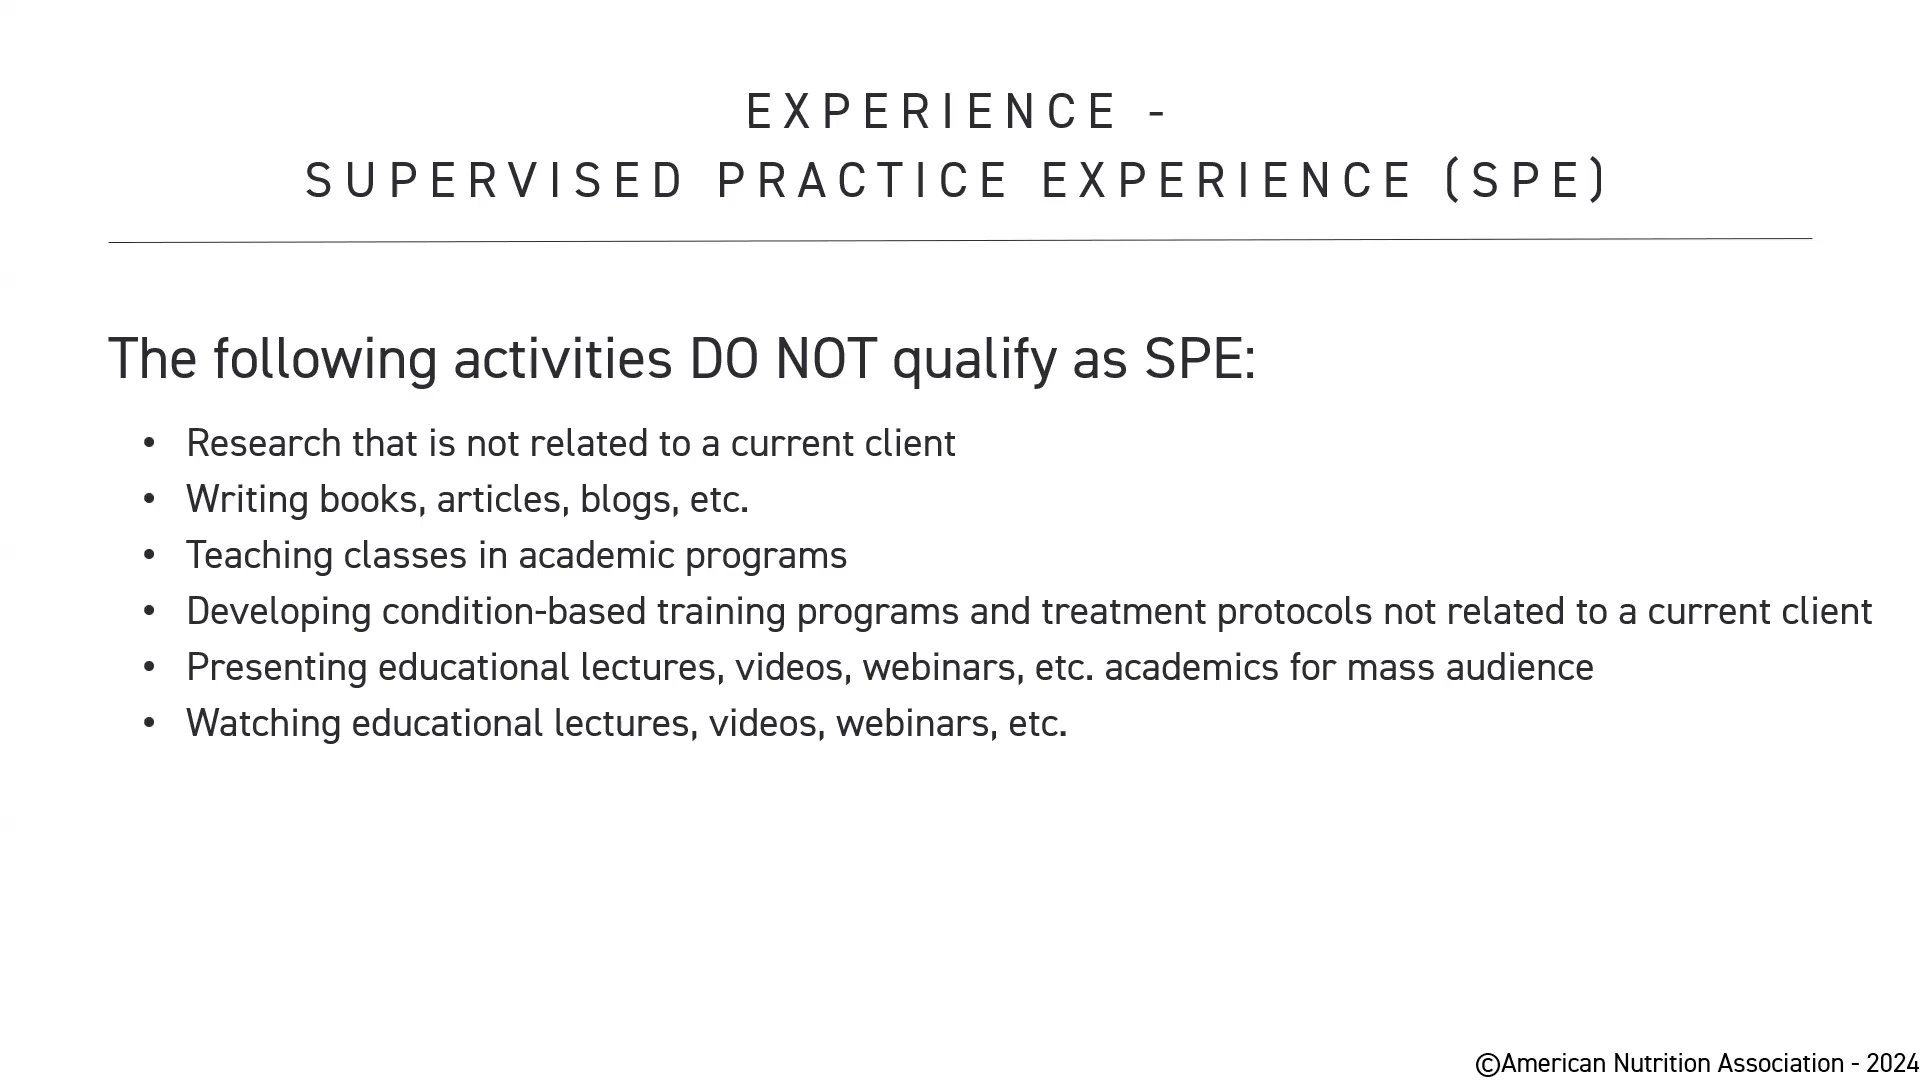 EXPERIENCE -
SUPERVISED PRACTICE EXPERIENCE (SPE)
The following activities DO NOT qualify as SPE:
• Research that is not related to a current client
• Writing books, articles, blogs, etc.
• Teaching classes in academic programs
• Developing condition-based training programs and treatment protocols not related to a current client
• Presenting educational lectures, videos, webinars, etc. academics for mass audience
• Watching educational lectures, videos, webinars, etc.
©American Nutrition Association - 2024